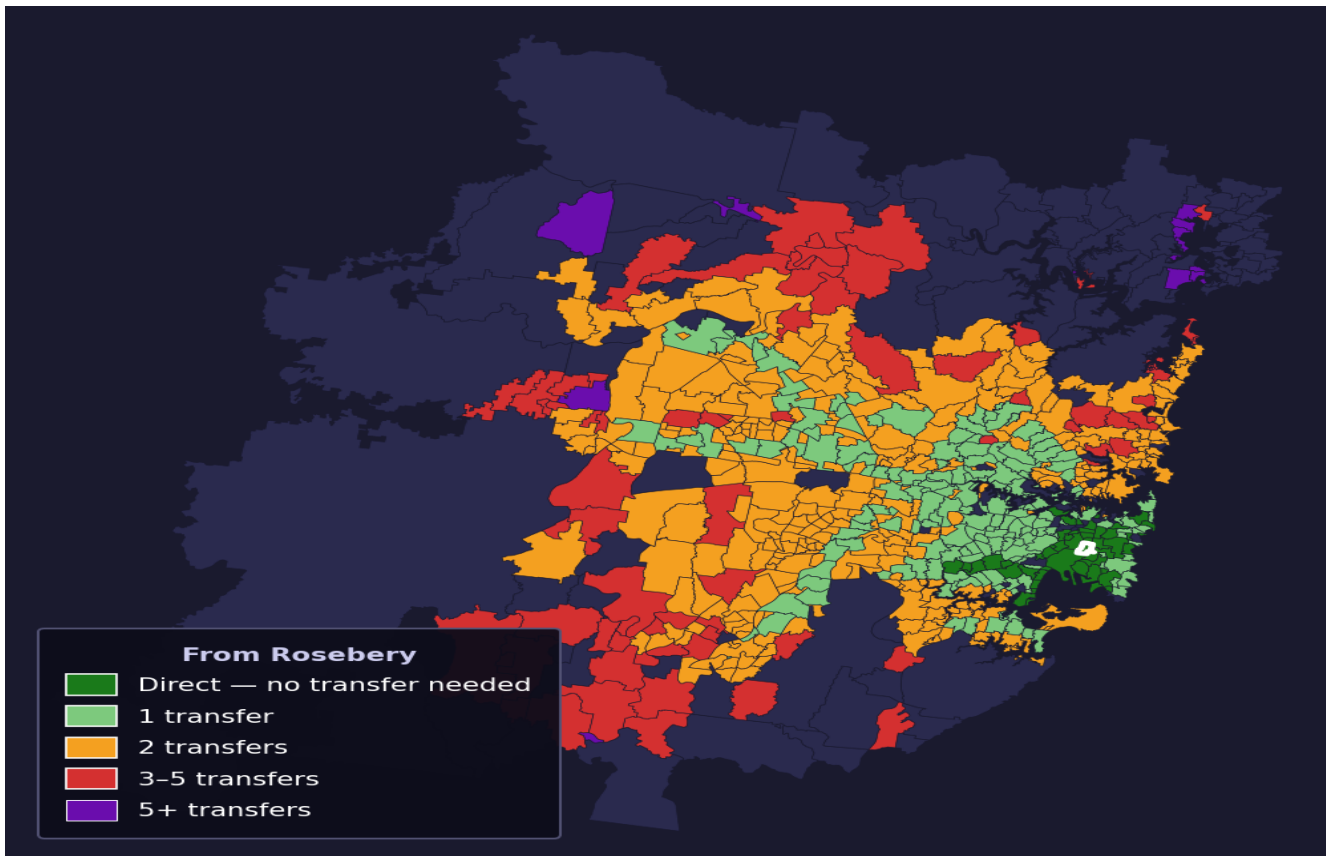 From Rosebery
Direct — no transfer needed
1 transfer
2 transfers
3–5 transfers
5+ transfers